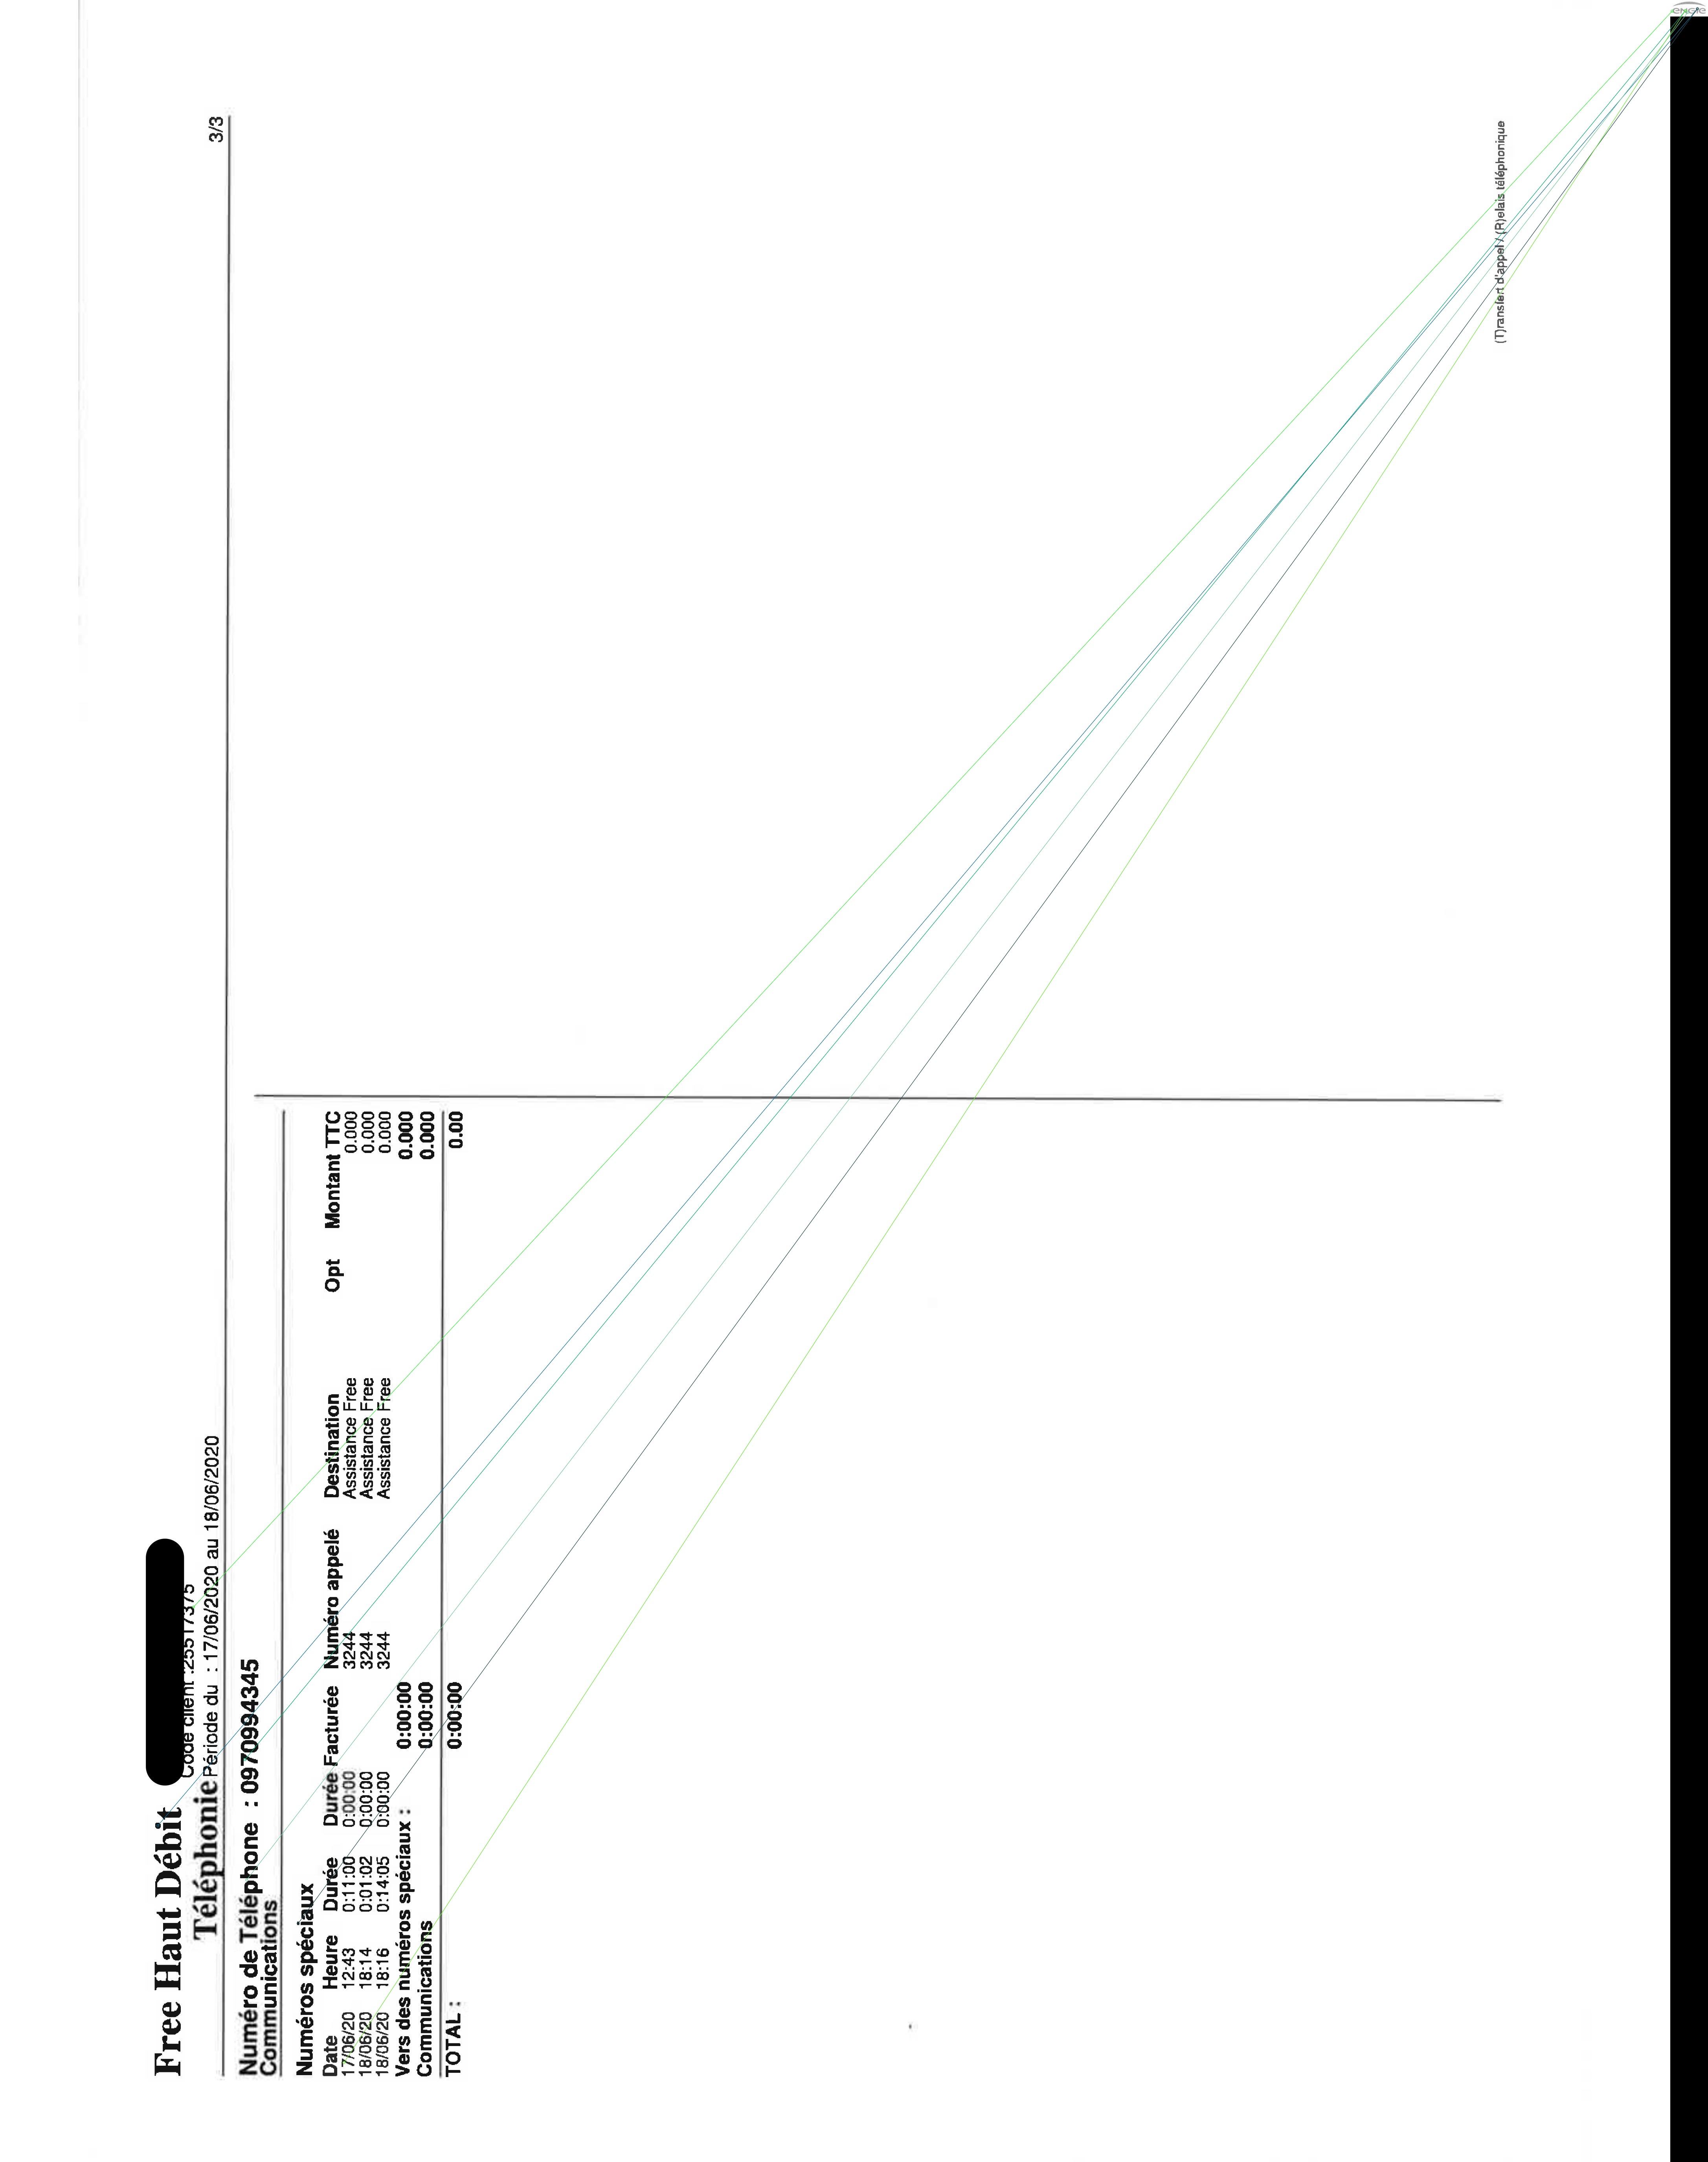 Free Haut Débit
Code client :25517375
Téléphonie Période du : 17/06/2020 au 18/06/2020
3/3
Numéro de Téléphone : 0970994345
Communications
Numéros spéciaux
Date Heure Durée Durée Facturée Numéro appelé Destination Opt Montant TTC
17/06/20 12:43 0:11:00 0:00:00 3244 Assistance Free 0.000
18/06/20 18:14 0:01:02 0:00:00 3244 Assistance Free 0.000
18/06/20 18:16 0:14:05 0:00:00 3244 Assistance Free 0.000
Vers des numéros spéciaux : 0:00:00 0.000
Communications 0:00:00 0.000
TOTAL : 0:00:00 0.00
(T)ransfert d'appel / (R)elais téléphonique
ENGIE